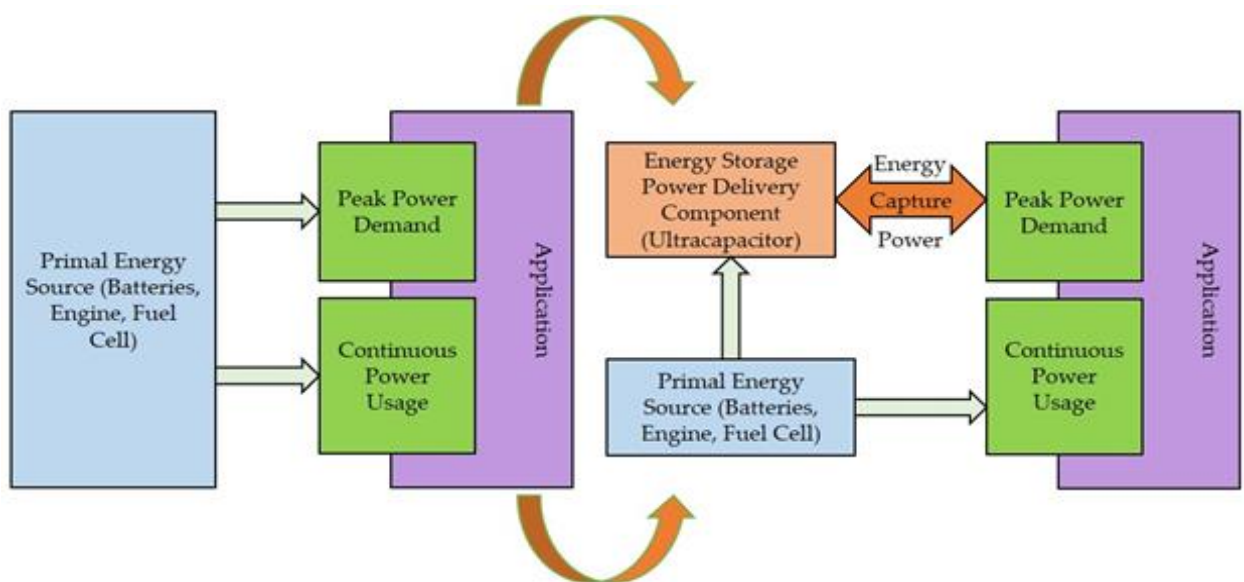 Primal Energy
Source (Batteries,
Engine, Fuel
Cell)
Peak Power
Demand
Continuous
Power
Usage
Application
Energy Storage
Power Delivery
Component
(Ultracapacitor)
Energy
Capture
Power
Primal Energy
Source (Batteries,
Engine, Fuel Cell)
Peak Power
Demand
Continuous
Power
Usage
Application